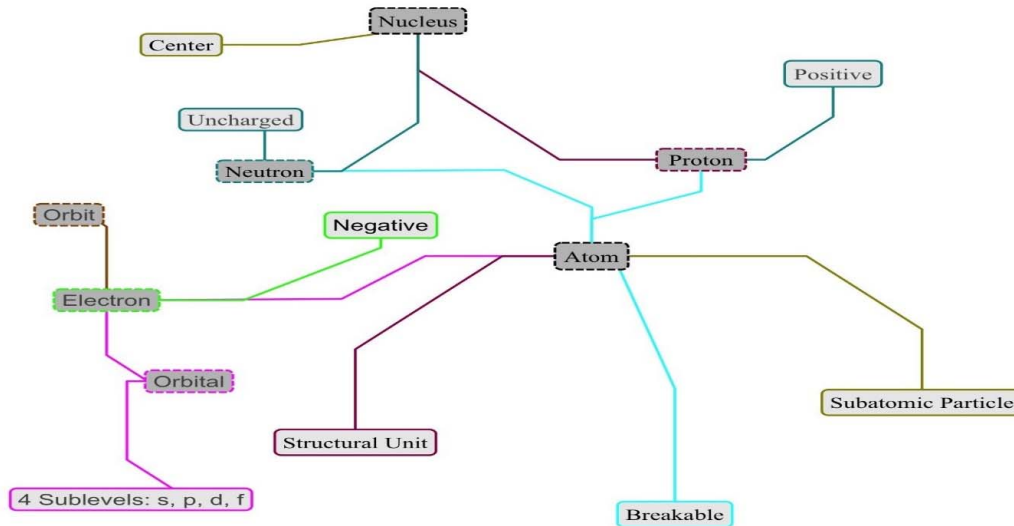 Nucleus
Center
Positive
Uncharged
Proton
Neutron
Orbit
Negative
Atom
Electron
Orbital
Subatomic Particle
Structural Unit
4 Sublevels: s, p, d, f
Breakable